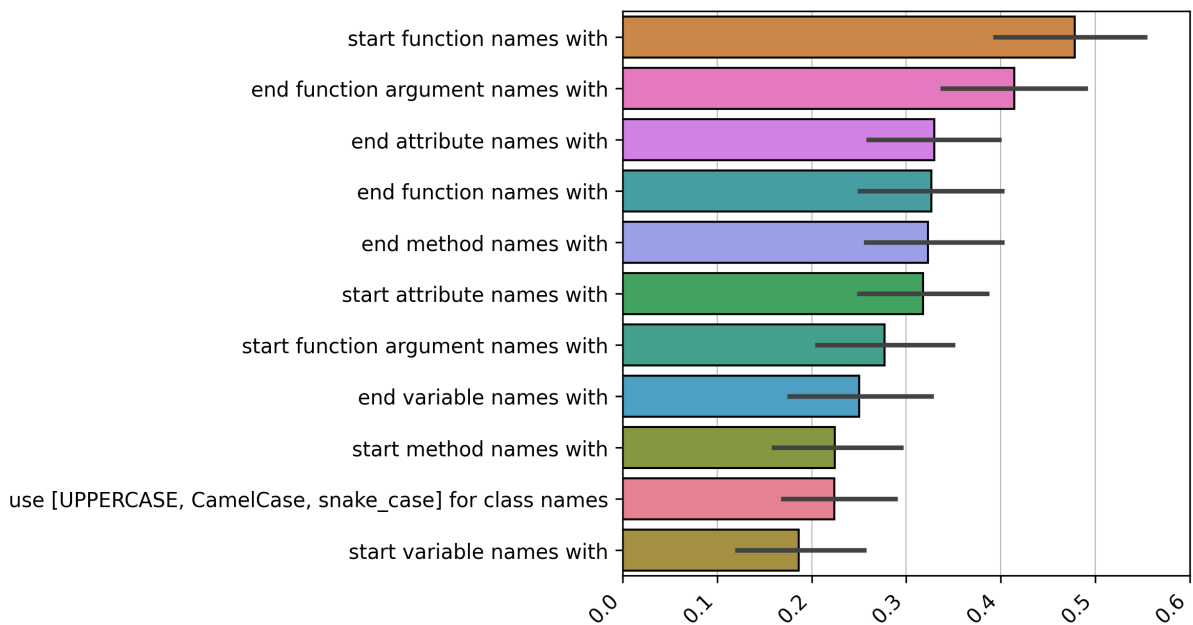 start function names with
end function argument names with
end attribute names with
end function names with
end method names with
start attribute names with
start function argument names with
end variable names with
start method names with
use [UPPERCASE, CamelCase, snake_case] for class names
start variable names with
0.0 0.1 0.2 0.3 0.4 0.5 0.6